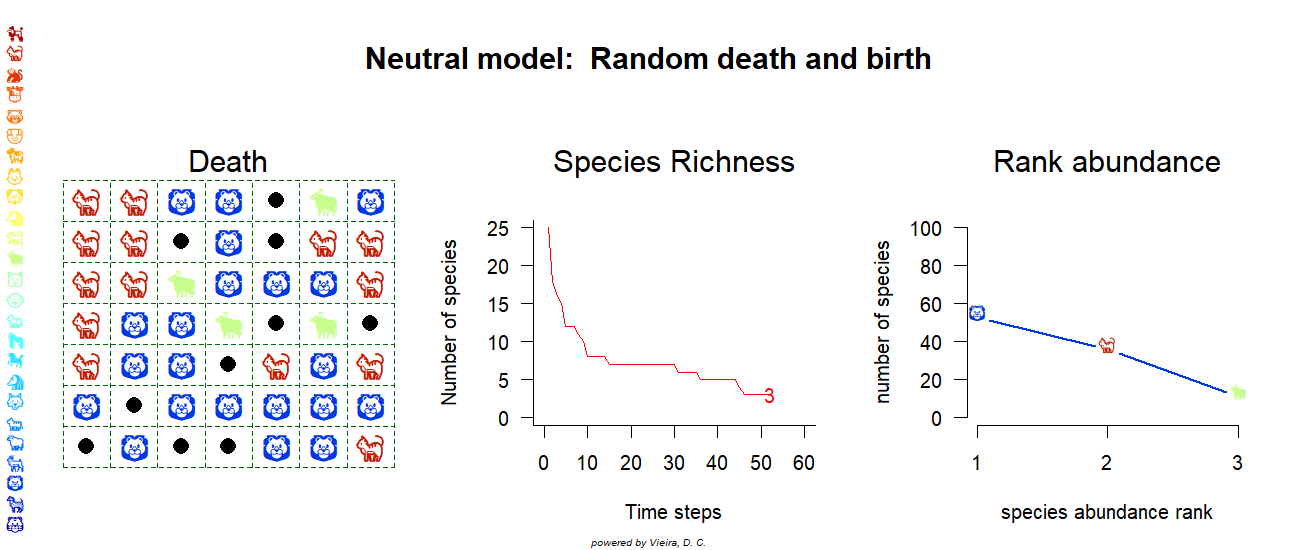 Neutral model:  Random death and birth
Death
Species Richness
Number of species
25
20
15
10
5
0
3
0 10 20 30 40 50 60
Time steps
Rank abundance
number of species
100
80
60
40
20
0
1 2 3
species abundance rank
powered by Vieira, D. C.